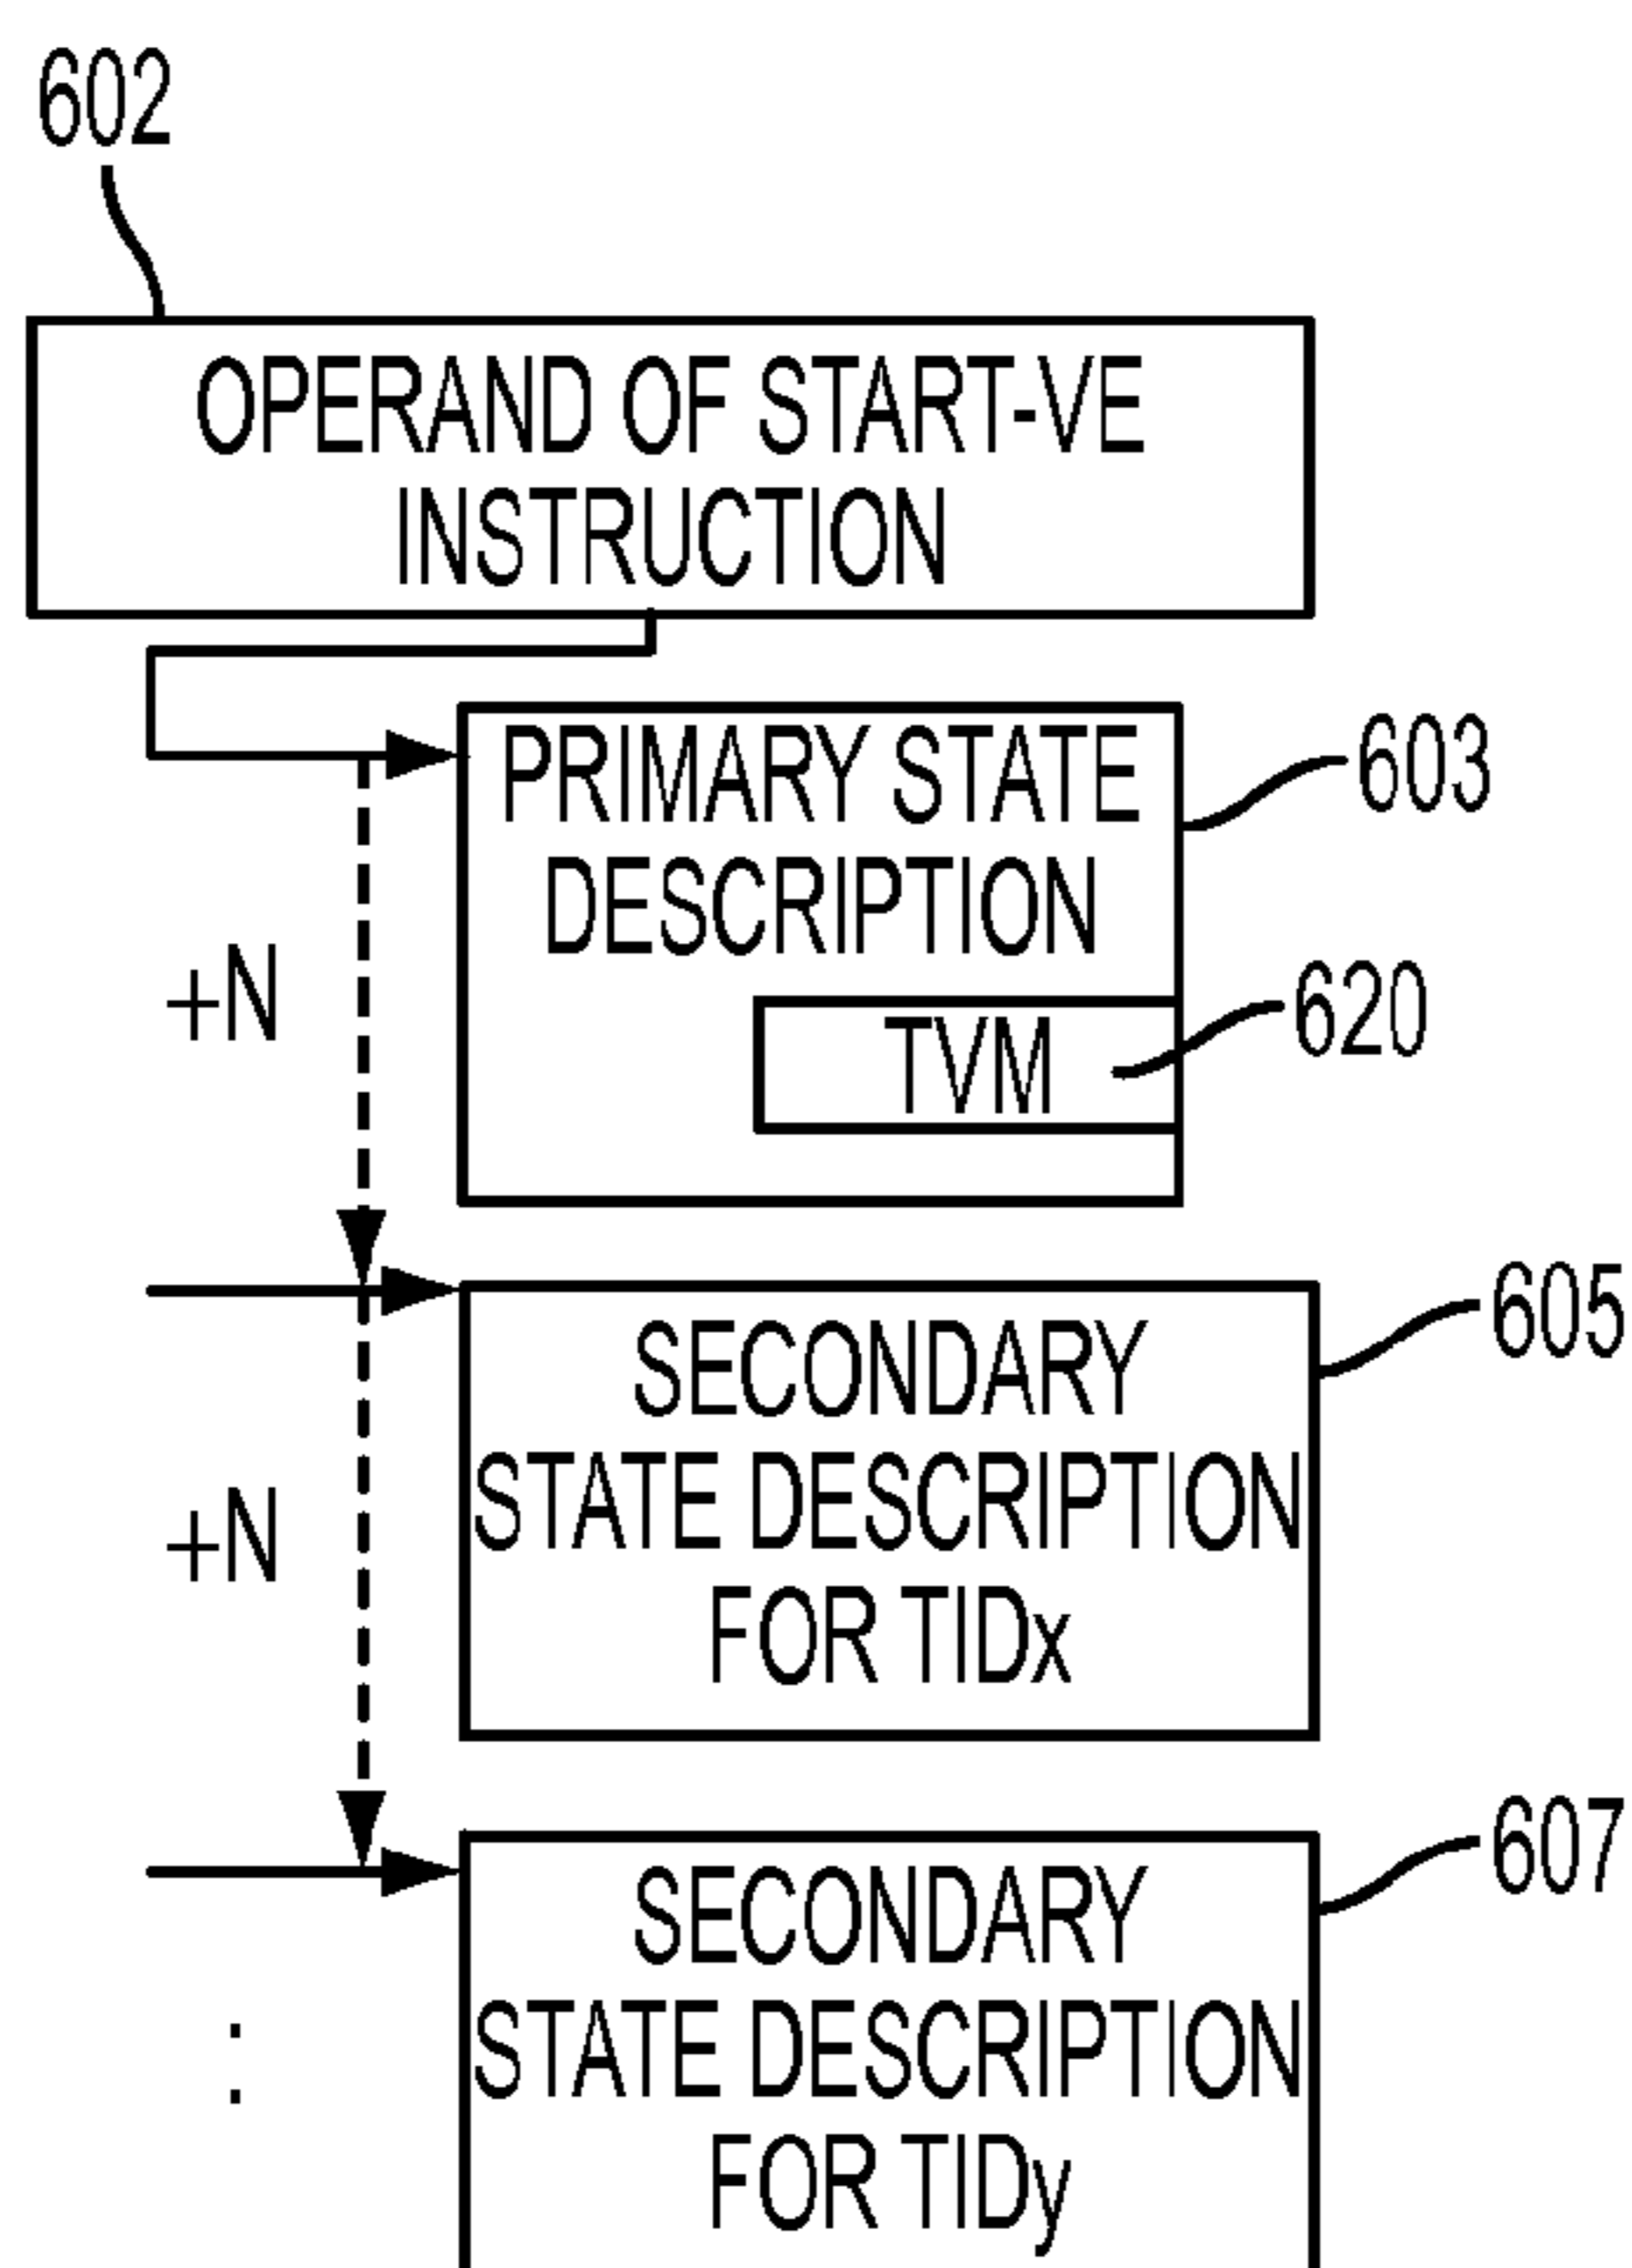 602
OPERAND OF START-VE
INSTRUCTION
PRIMARY STATE
DESCRIPTION
603
+N
TVM
620
SECONDARY
STATE DESCRIPTION
FOR TIDx
605
+N
SECONDARY
STATE DESCRIPTION
FOR TIDy
607
: